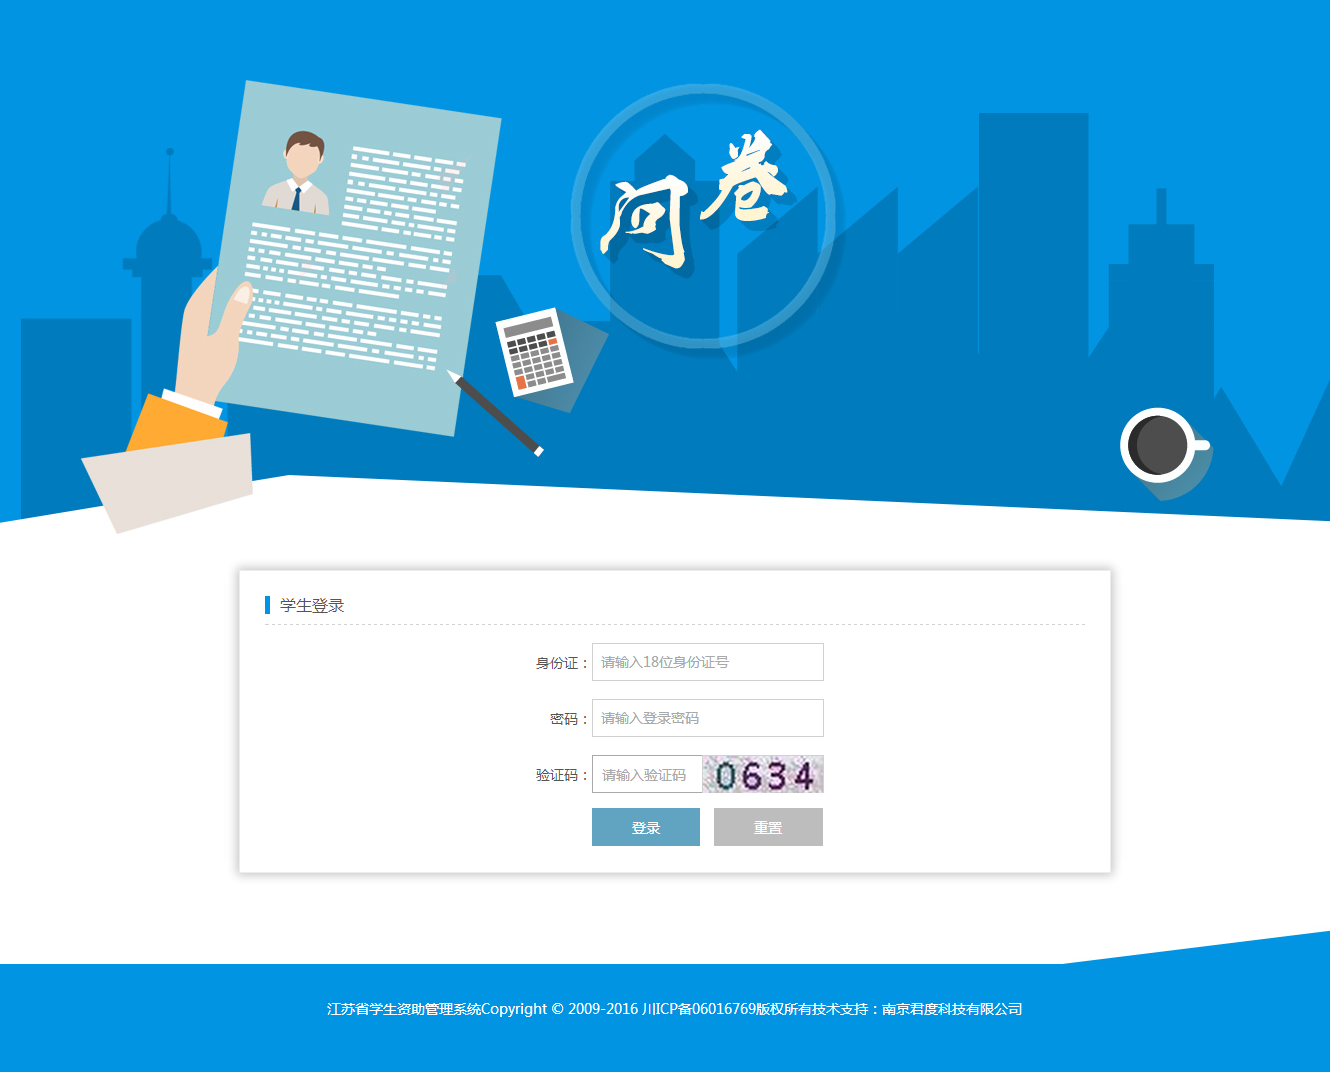 问卷
学生登录
身份证：请输入18位身份证号
密码：请输入登录密码
验证码：请输入验证码 0634
登录 重置
江苏省学生资助管理系统Copyright © 2009-2016 川ICP备06016769版权所有技术支持：南京君度科技有限公司